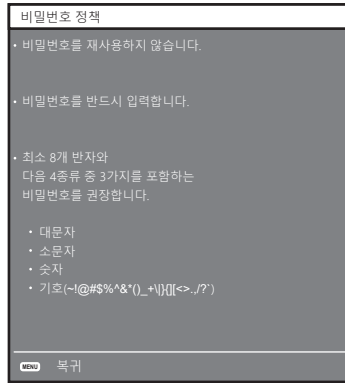 비밀번호 정책
• 비밀번호를 재사용하지 않습니다.
• 비밀번호를 반드시 입력합니다.
• 최소 8개 반자와
다음 4종류 중 3가지를 포함하는
비밀번호를 권장합니다.
• 대문자
• 소문자
• 숫자
• 기호(~!@#$%^&*()_+\|}{][<>.,/?`)
MENU 복귀